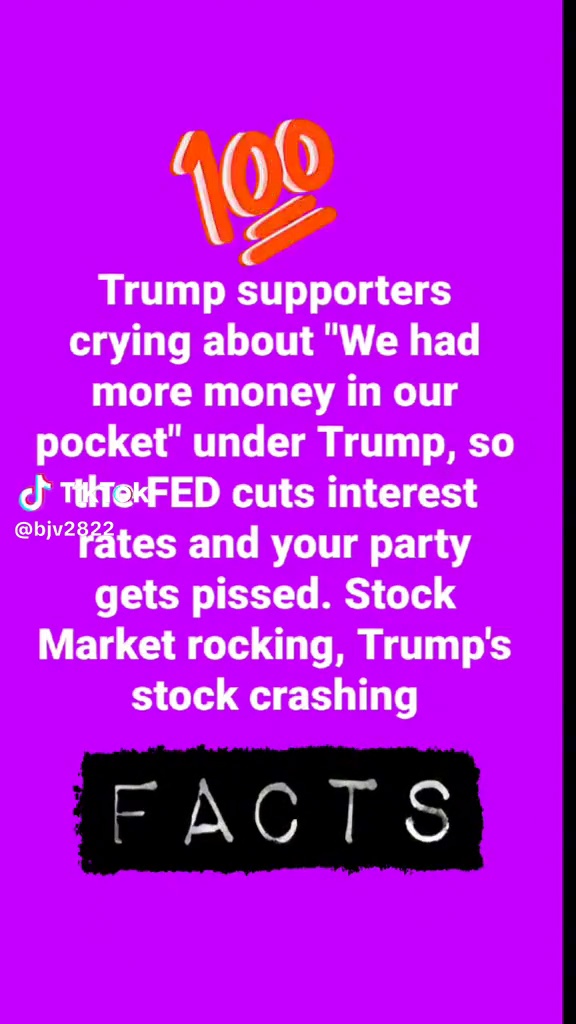 100
Trump supporters
crying about "We had
more money in our
pocket" under Trump, so
the FED cuts interest
TikTok
@bjv2822
rates and your party
gets pissed. Stock
Market rocking, Trump's
stock crashing
FACTS